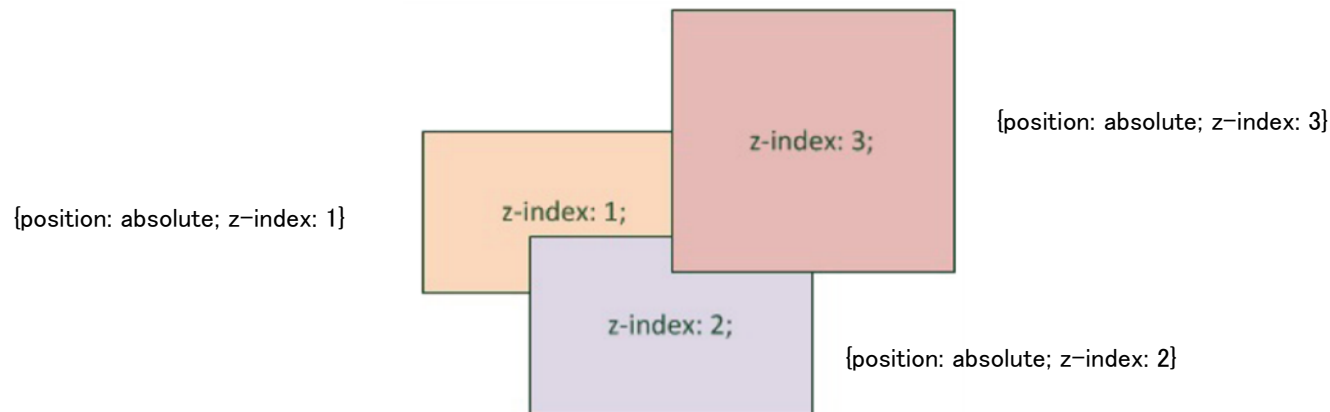 z-index: 3;
{position: absolute; z-index: 3}
z-index: 1;
{position: absolute; z-index: 1}
z-index: 2;
{position: absolute; z-index: 2}